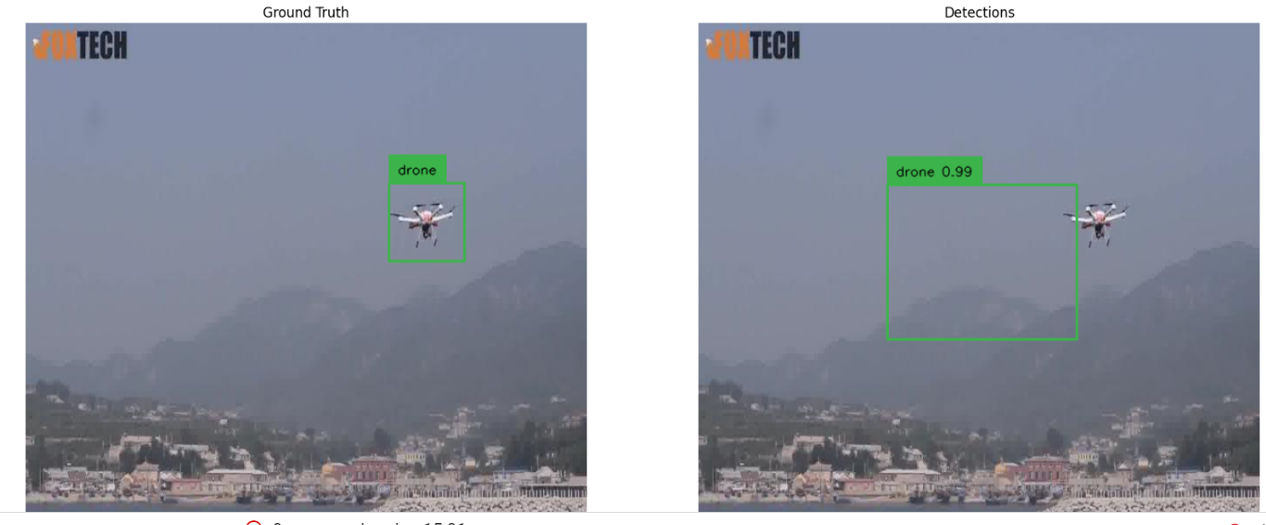 Ground Truth
Detections
TECH
TECH
drone
drone 0.99